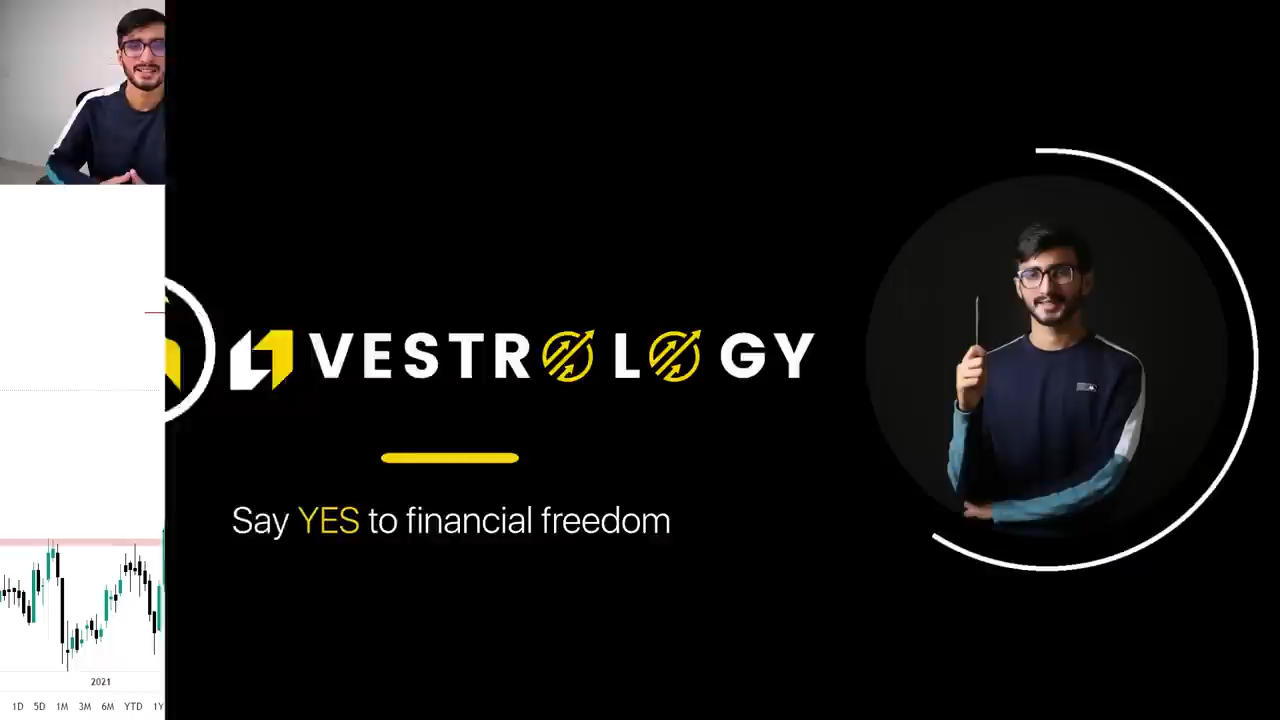 VESTROLOGY
Say YES to financial freedom
2021
1D 5D 1M 3M 6M YTD 1Y